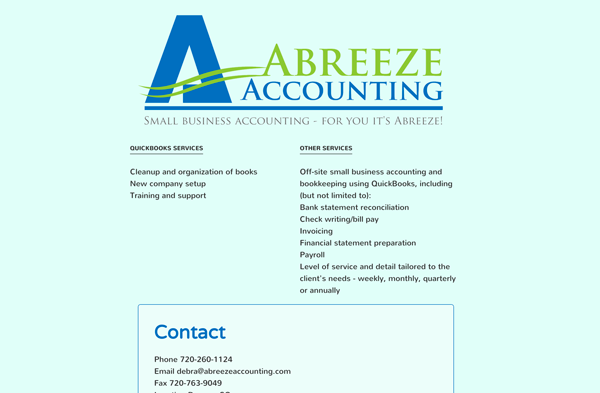 ABREEZE
ACCOUNTING
SMALL BUSINESS ACCOUNTING - FOR YOU IT'S ABREEZE!
QUICKBOOKS SERVICES
Cleanup and organization of books
New company setup
Training and support
OTHER SERVICES
Off-site small business accounting and
bookkeeping using QuickBooks, including
(but not limited to):
Bank statement reconciliation
Check writing/bill pay
Invoicing
Financial statement preparation
Payroll
Level of service and detail tailored to the
client's needs - weekly, monthly, quarterly
or annually
Contact
Phone 720-260-1124
Email debra@abreezeaccounting.com
Fax 720-763-9049